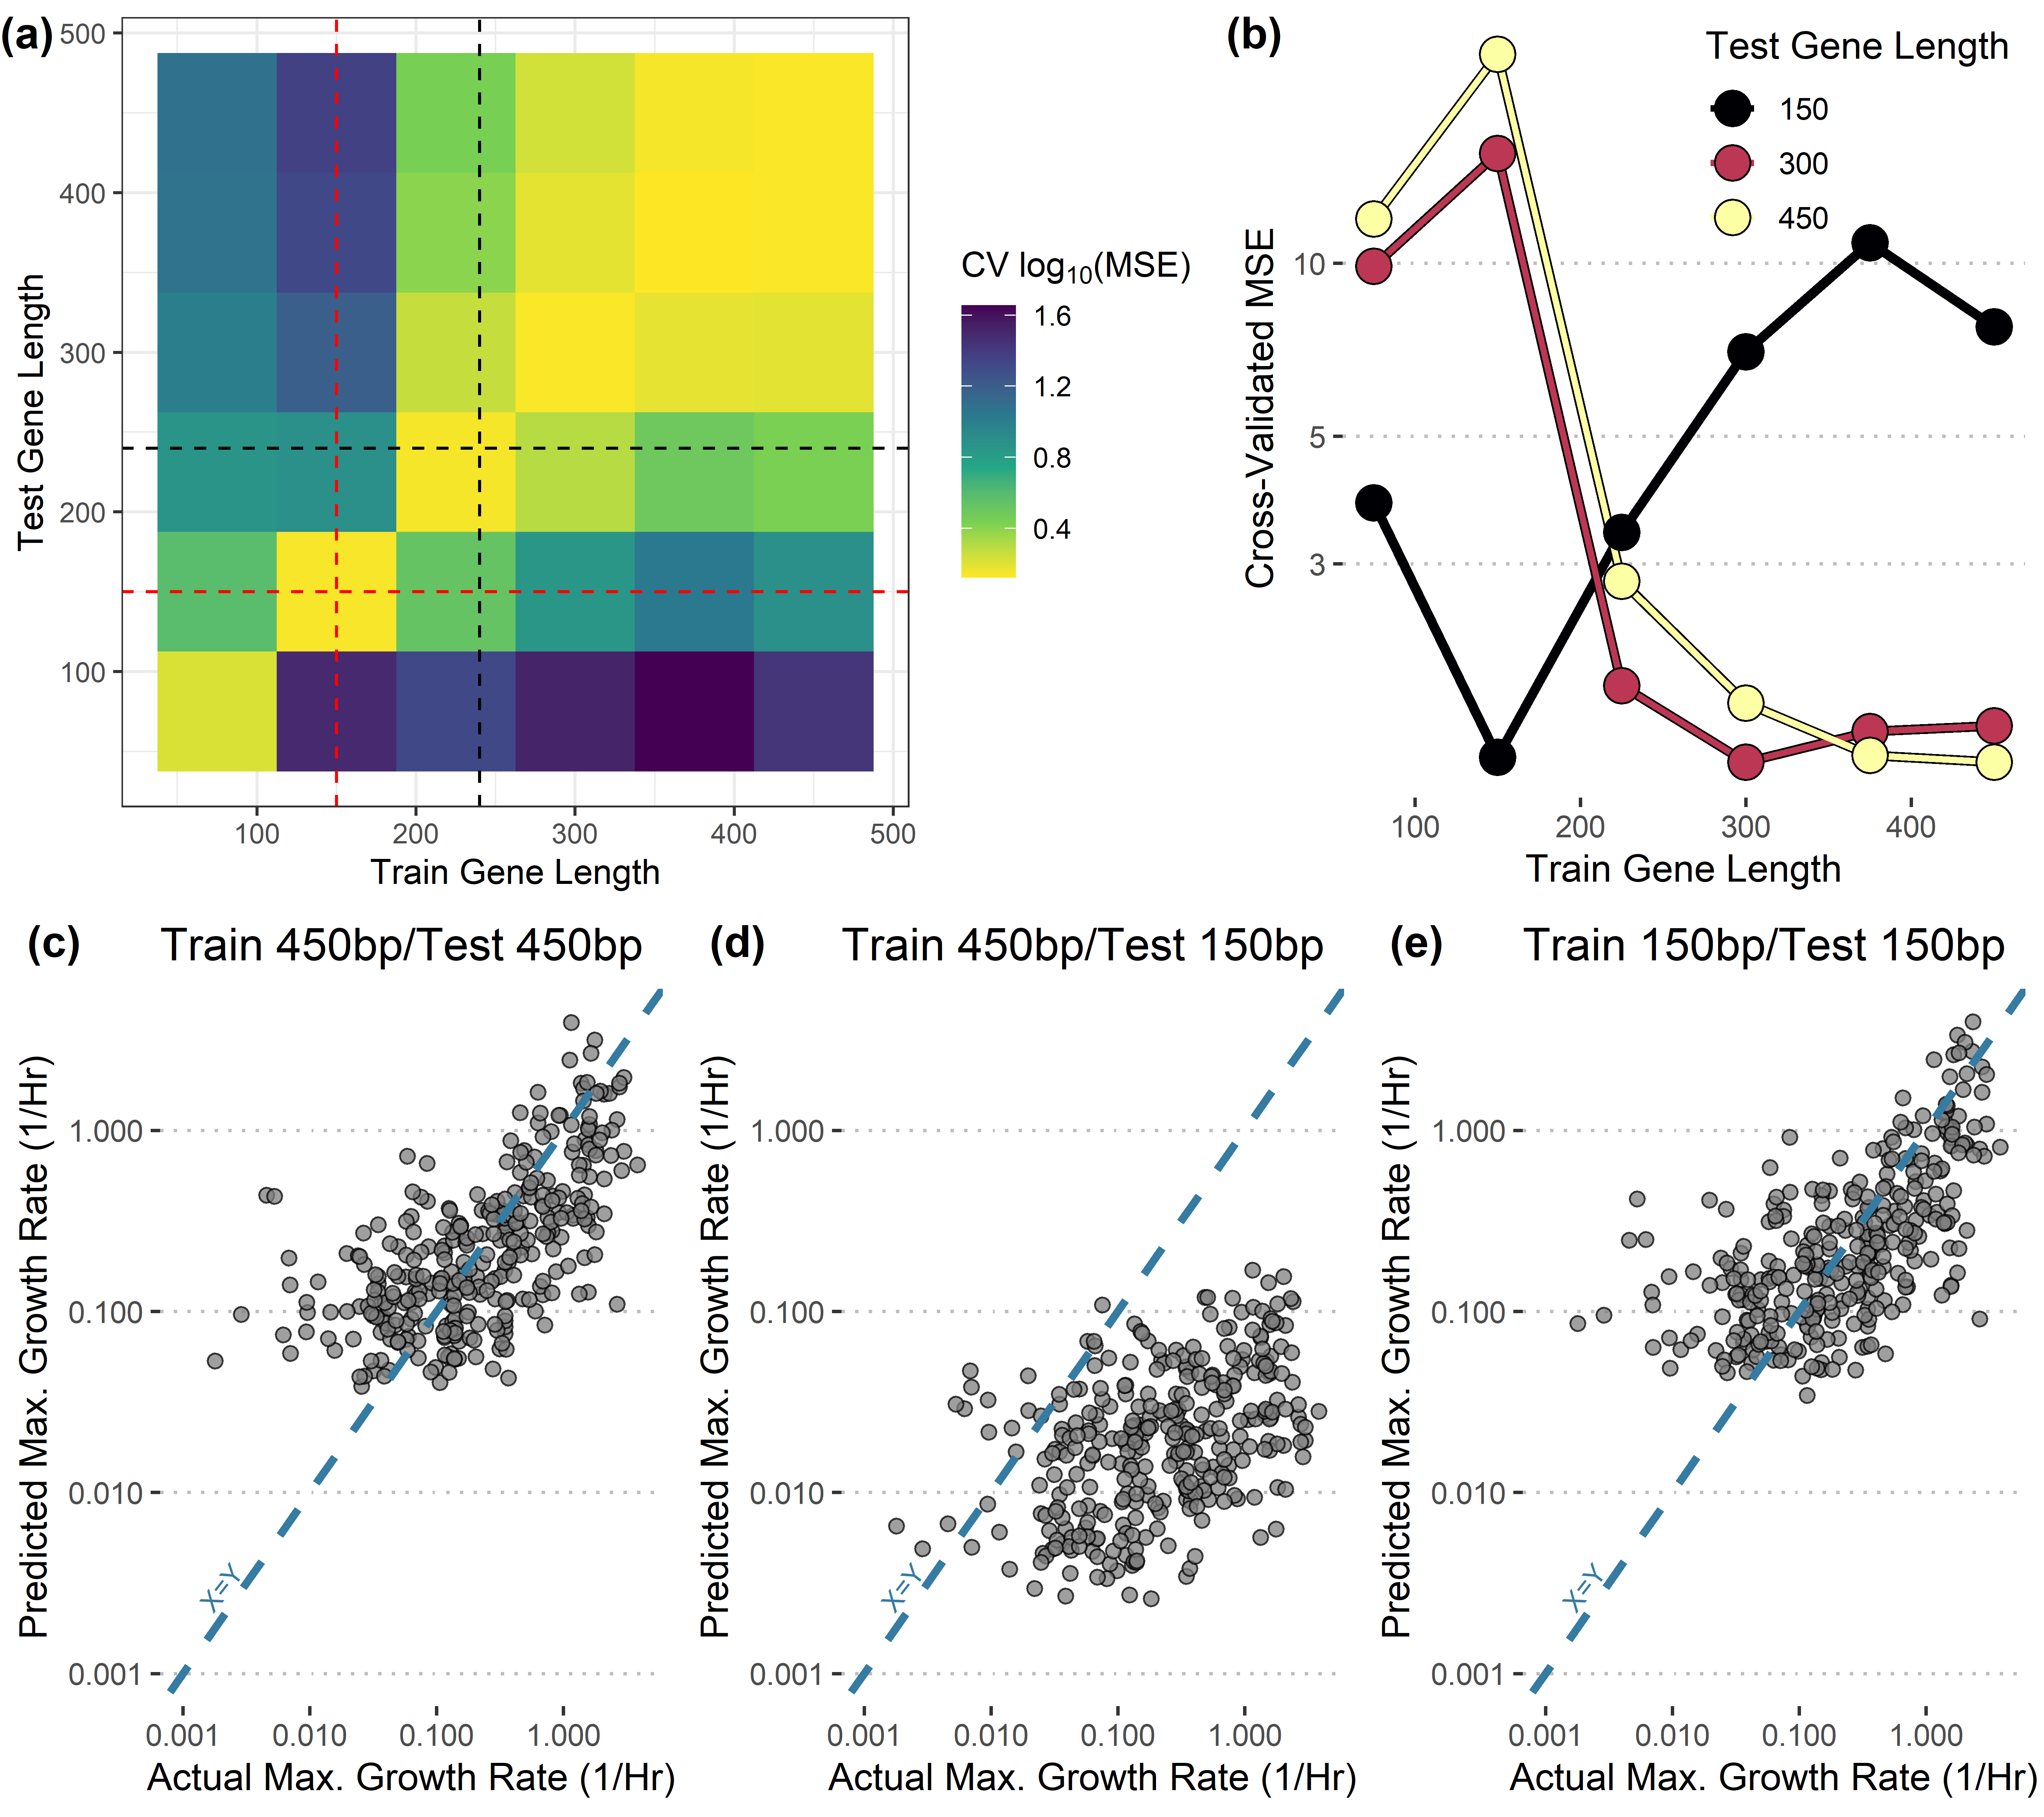 (a)
500
400
300
200
100
Test Gene Length
100 200 300 400 500
Train Gene Length
CV log₁₀(MSE)
1.6
1.2
0.8
0.4
(b)
Test Gene Length
150
300
450
10
5
3
Cross-Validated MSE
100 200 300 400
Train Gene Length
(c) Train 450bp/Test 450bp
1.000
0.100
0.010
0.001
Predicted Max. Growth Rate (1/Hr)
X=Y
0.001 0.010 0.100 1.000
Actual Max. Growth Rate (1/Hr)
(d) Train 450bp/Test 150bp
1.000
0.100
0.010
0.001
Predicted Max. Growth Rate (1/Hr)
X=Y
0.001 0.010 0.100 1.000
Actual Max. Growth Rate (1/Hr)
(e) Train 150bp/Test 150bp
1.000
0.100
0.010
0.001
Predicted Max. Growth Rate (1/Hr)
X=Y
0.001 0.010 0.100 1.000
Actual Max. Growth Rate (1/Hr)